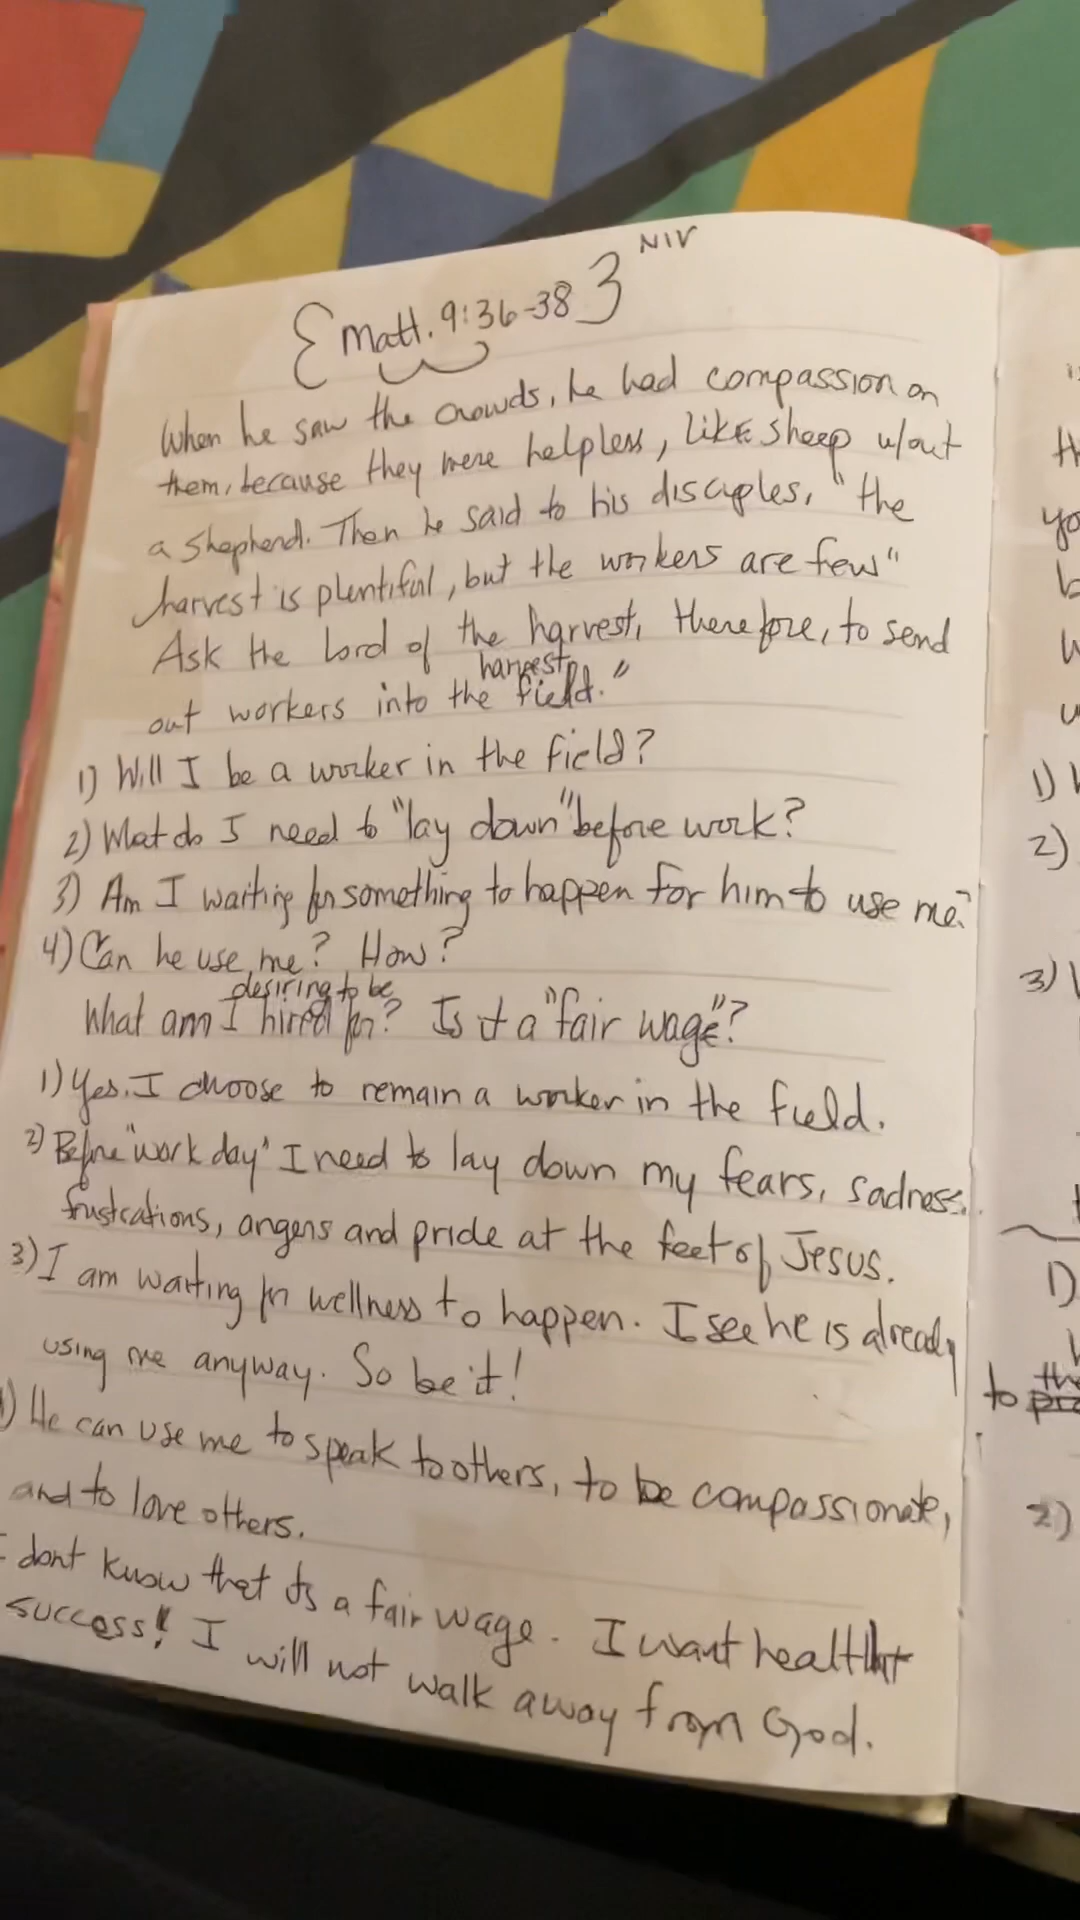 NIV
{ Matt. 9:36-38 }
When he saw the crowds, he had compassion on
them, because they were helpless, like sheep w/out
a shepherd. Then he said to his disciples, "the
harvest is plentiful, but the workers are few"
Ask the Lord of the harvest, therefore, to send
harvest
out workers into the field."
1) Will I be a worker in the field?
2) What do I need to "lay down" before work?
3) Am I waiting for something to happen for him to use me?
4) Can he use me? How?
desiring to be
What am I hired for? Is it a "fair wage"?
1) Yes. I choose to remain a worker in the field.
2) Before "work day" I need to lay down my fears, sadness,
frustrations, angers and pride at the feet of Jesus.
3) I am waiting for wellness to happen. I see he is already
using me anyway. So be it!
) He can use me to speak to others, to be compassionate,
and to love others.
I dont know that its a fair wage. I want health +
success! I will not walk away from God.
1)
2)
3)
1)
to
2)